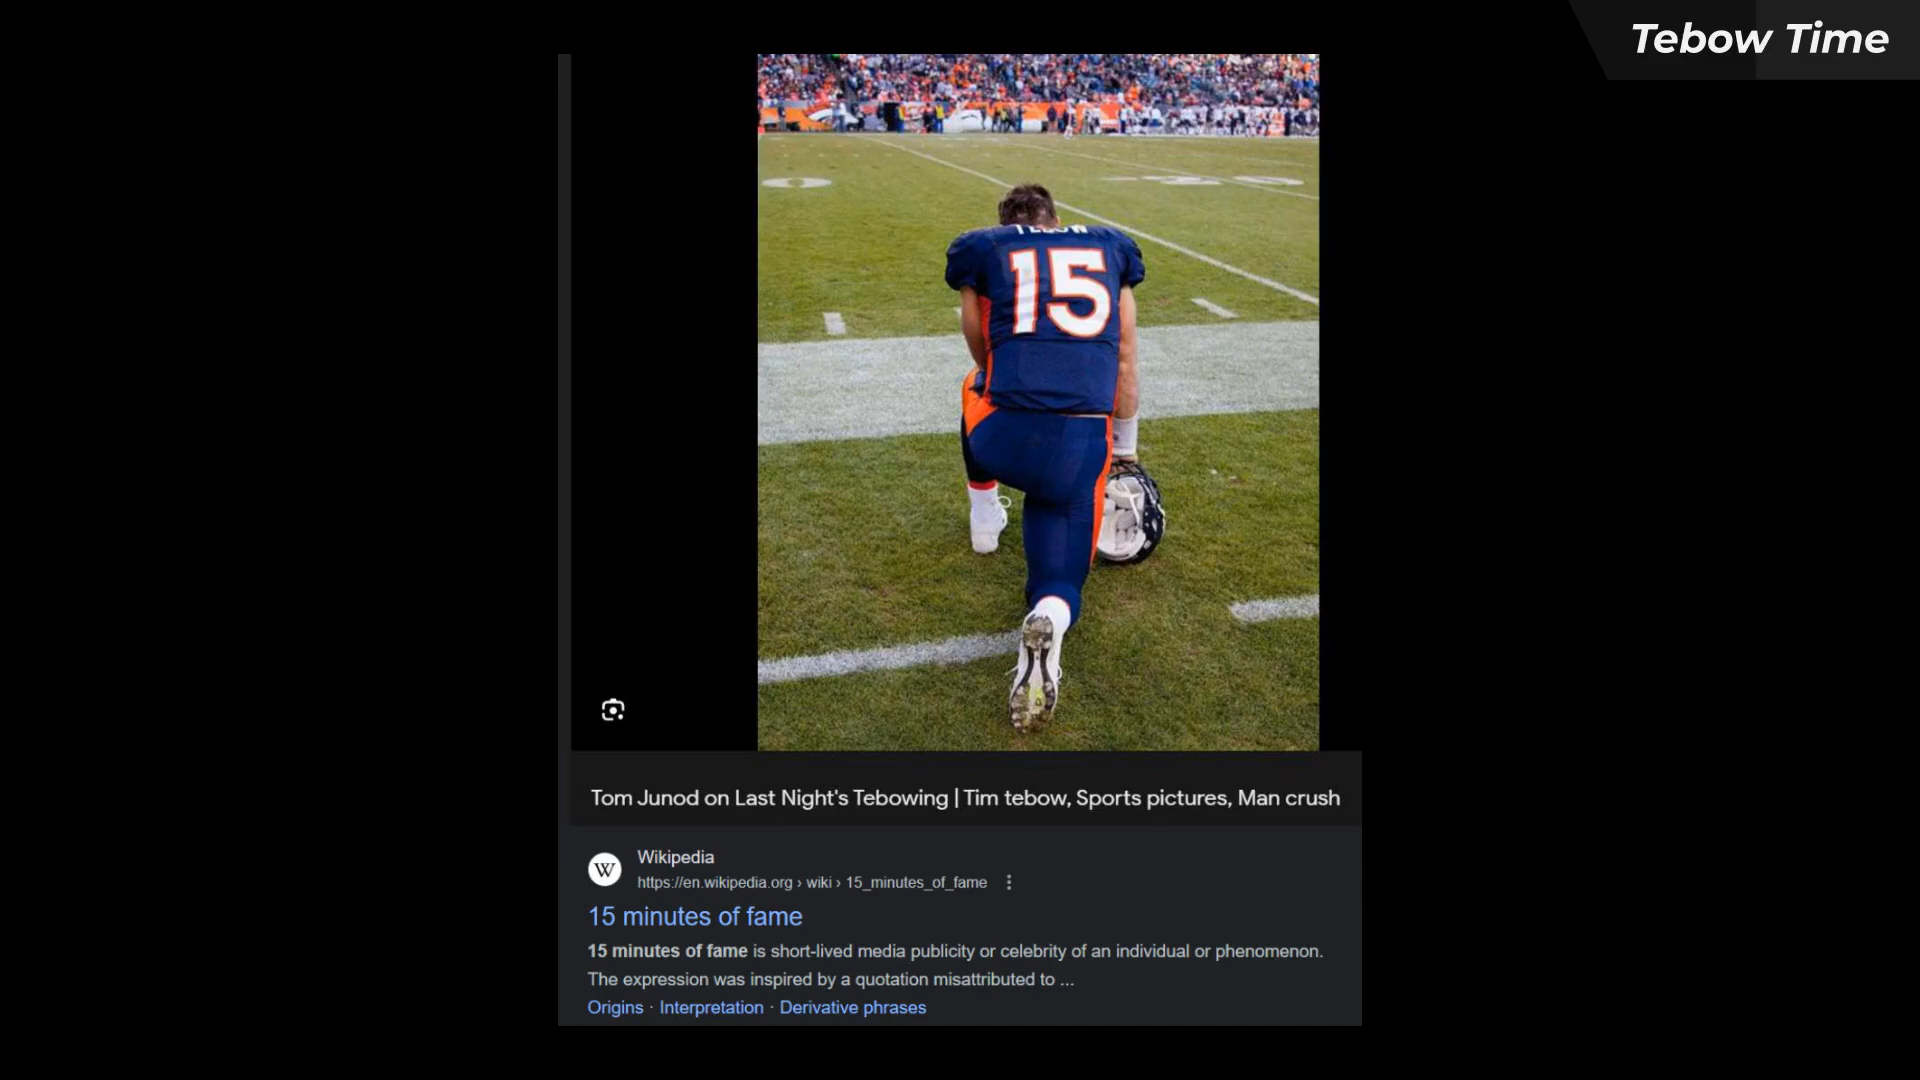 Tebow Time
TEBOW
15
Tom Junod on Last Night's Tebowing | Tim tebow, Sports pictures, Man crush
Wikipedia
https://en.wikipedia.org › wiki › 15_minutes_of_fame
15 minutes of fame
15 minutes of fame is short-lived media publicity or celebrity of an individual or phenomenon.
The expression was inspired by a quotation misattributed to ...
Origins · Interpretation · Derivative phrases